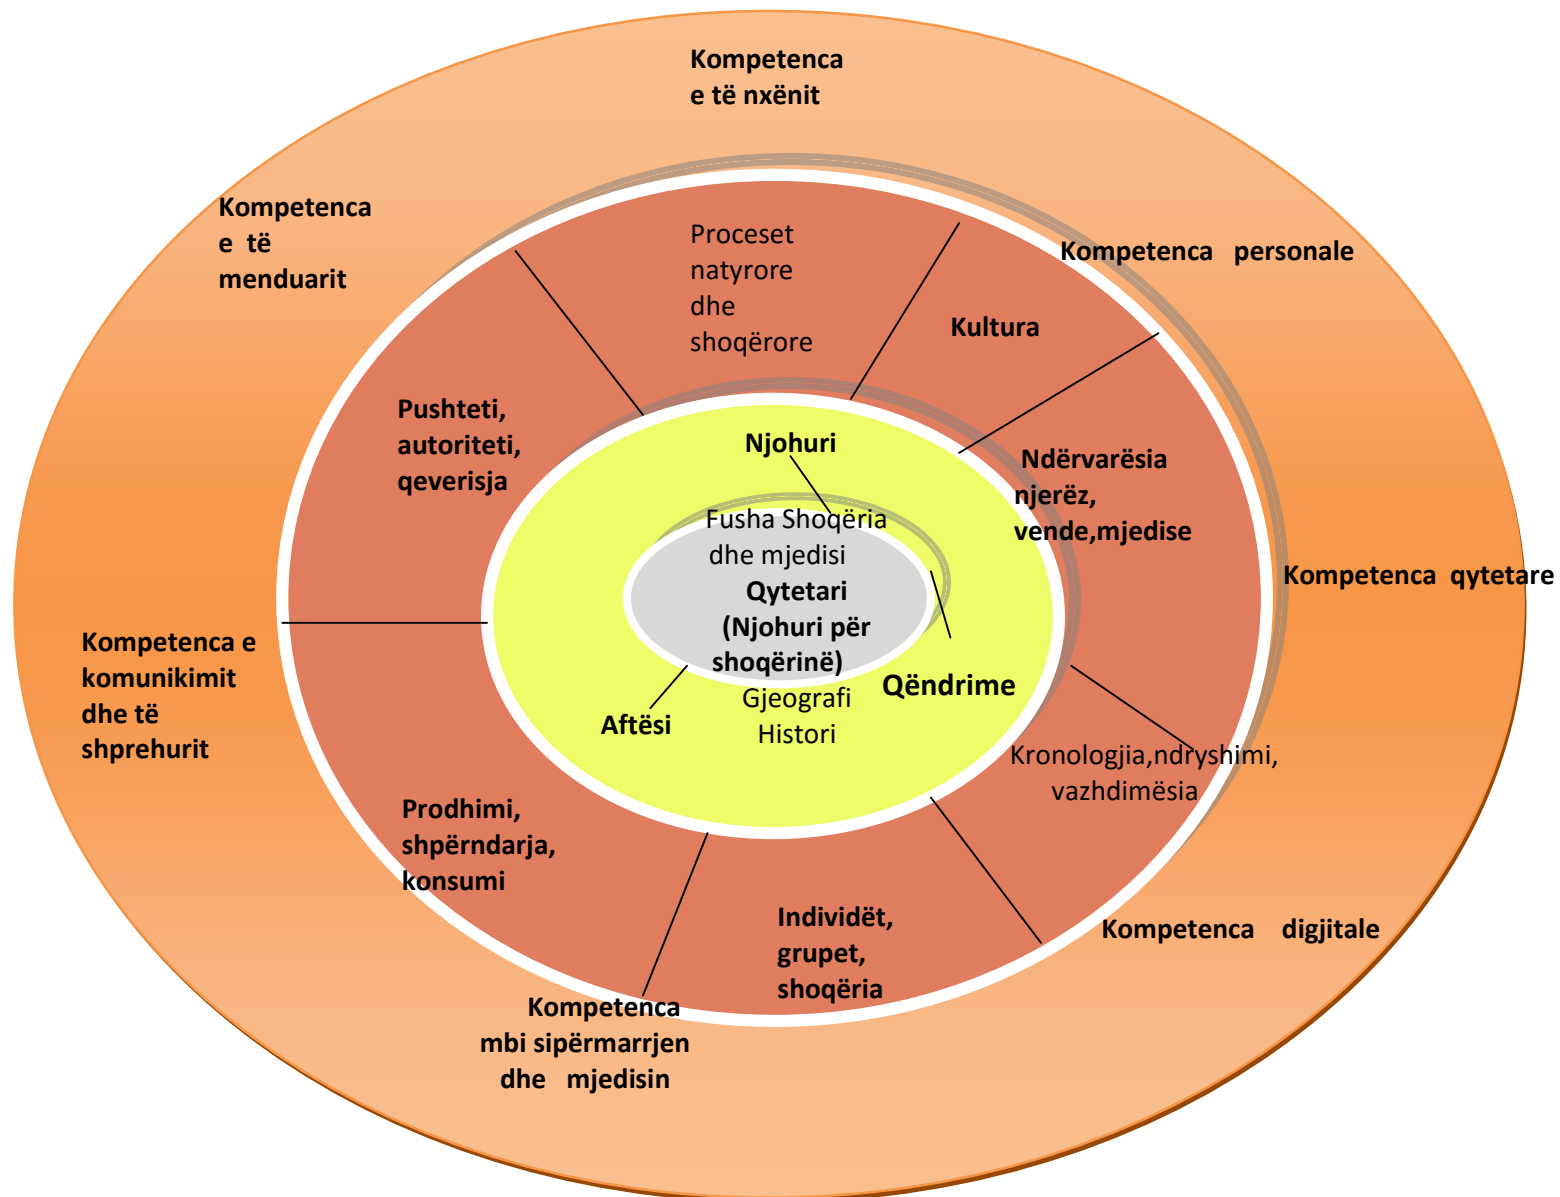 Kompetenca
e të nxënit
Kompetenca
e të
menduarit
Kompetenca personale
Proceset
natyrore
dhe
shoqërore
Kultura
Pushteti,
autoriteti,
qeverisja
Njohuri
Ndërvarësia
njerëz,
vende,mjedise
Fusha Shoqëria
dhe mjedisi
Qytetari
(Njohuri për
shoqërinë)
Gjeografi
Histori
Kompetenca qytetare
Kompetenca e
komunikimit
dhe të
shprehurit
Qëndrime
Aftësi
Kronologjia,ndryshimi,
vazhdimësia
Prodhimi,
shpërndarja,
konsumi
Individët,
grupet,
shoqëria
Kompetenca digjitale
Kompetenca
mbi sipërmarrjen
dhe mjedisin